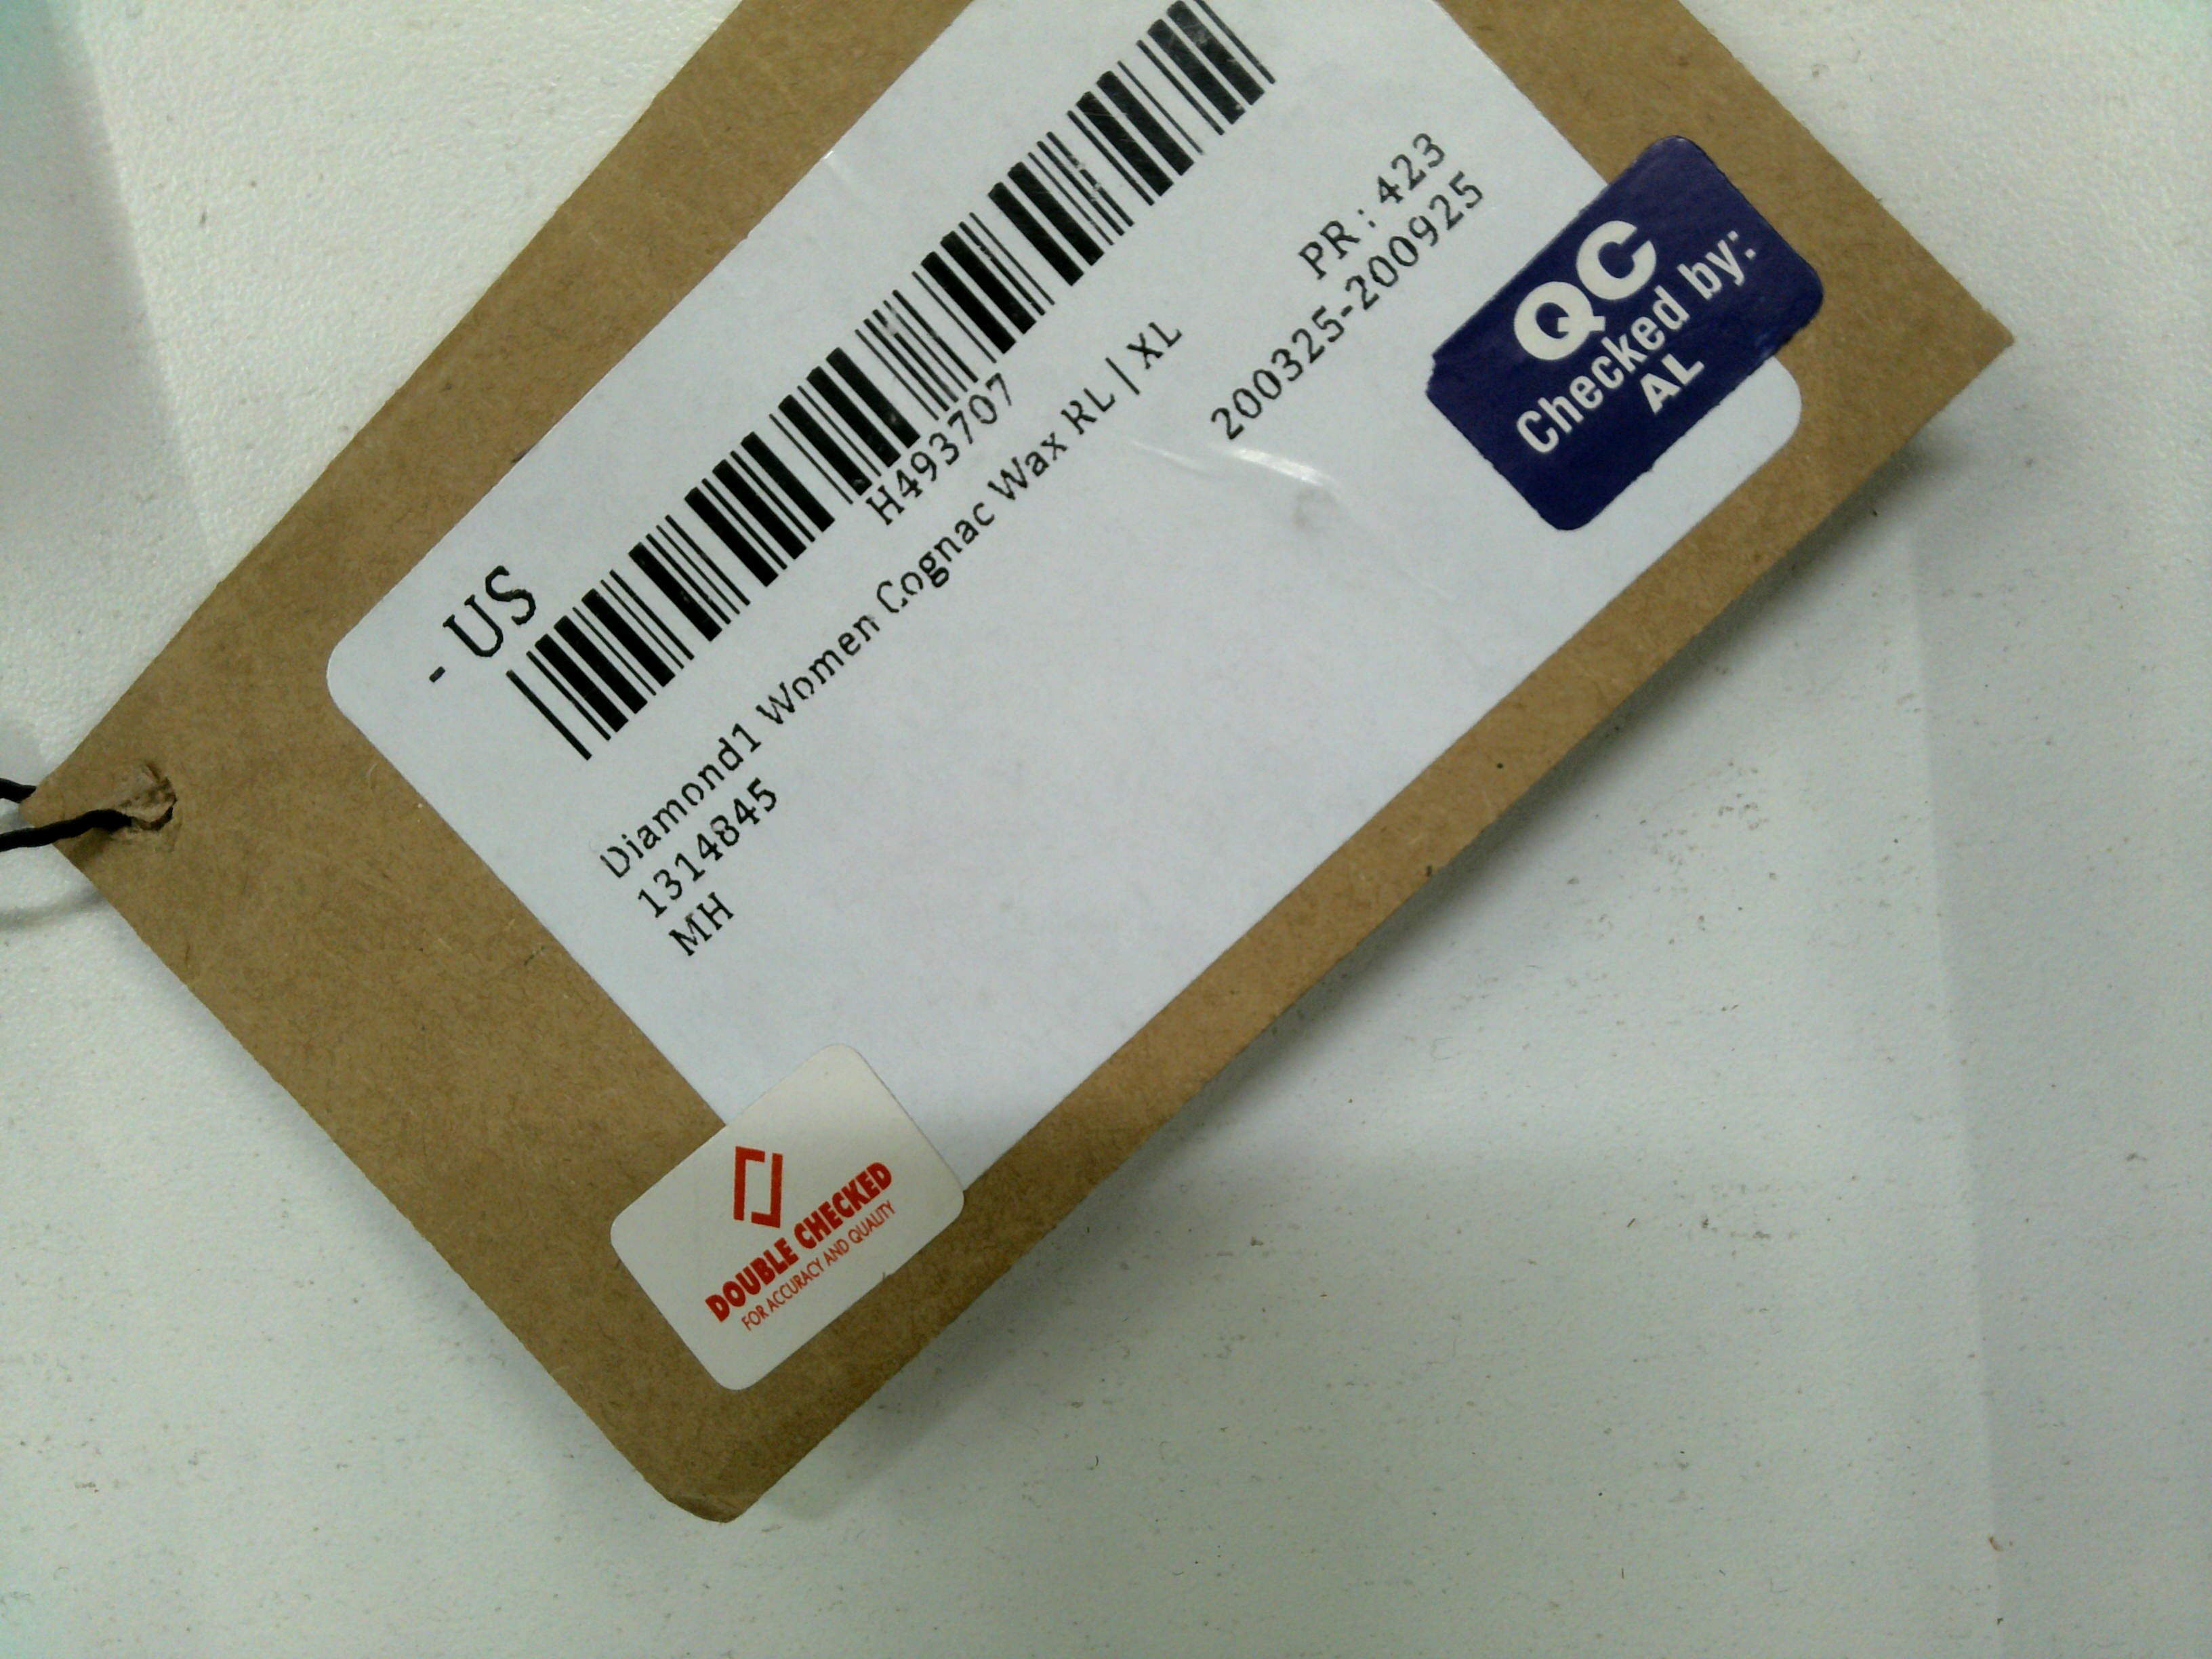 - US
H493707
Diamond1 Women Cognac Wax RL | XL
1314845
MH
PR : 423
200325-200925
QC
Checked by:
AL
DOUBLE CHECKED
FOR ACCURACY AND QUALITY